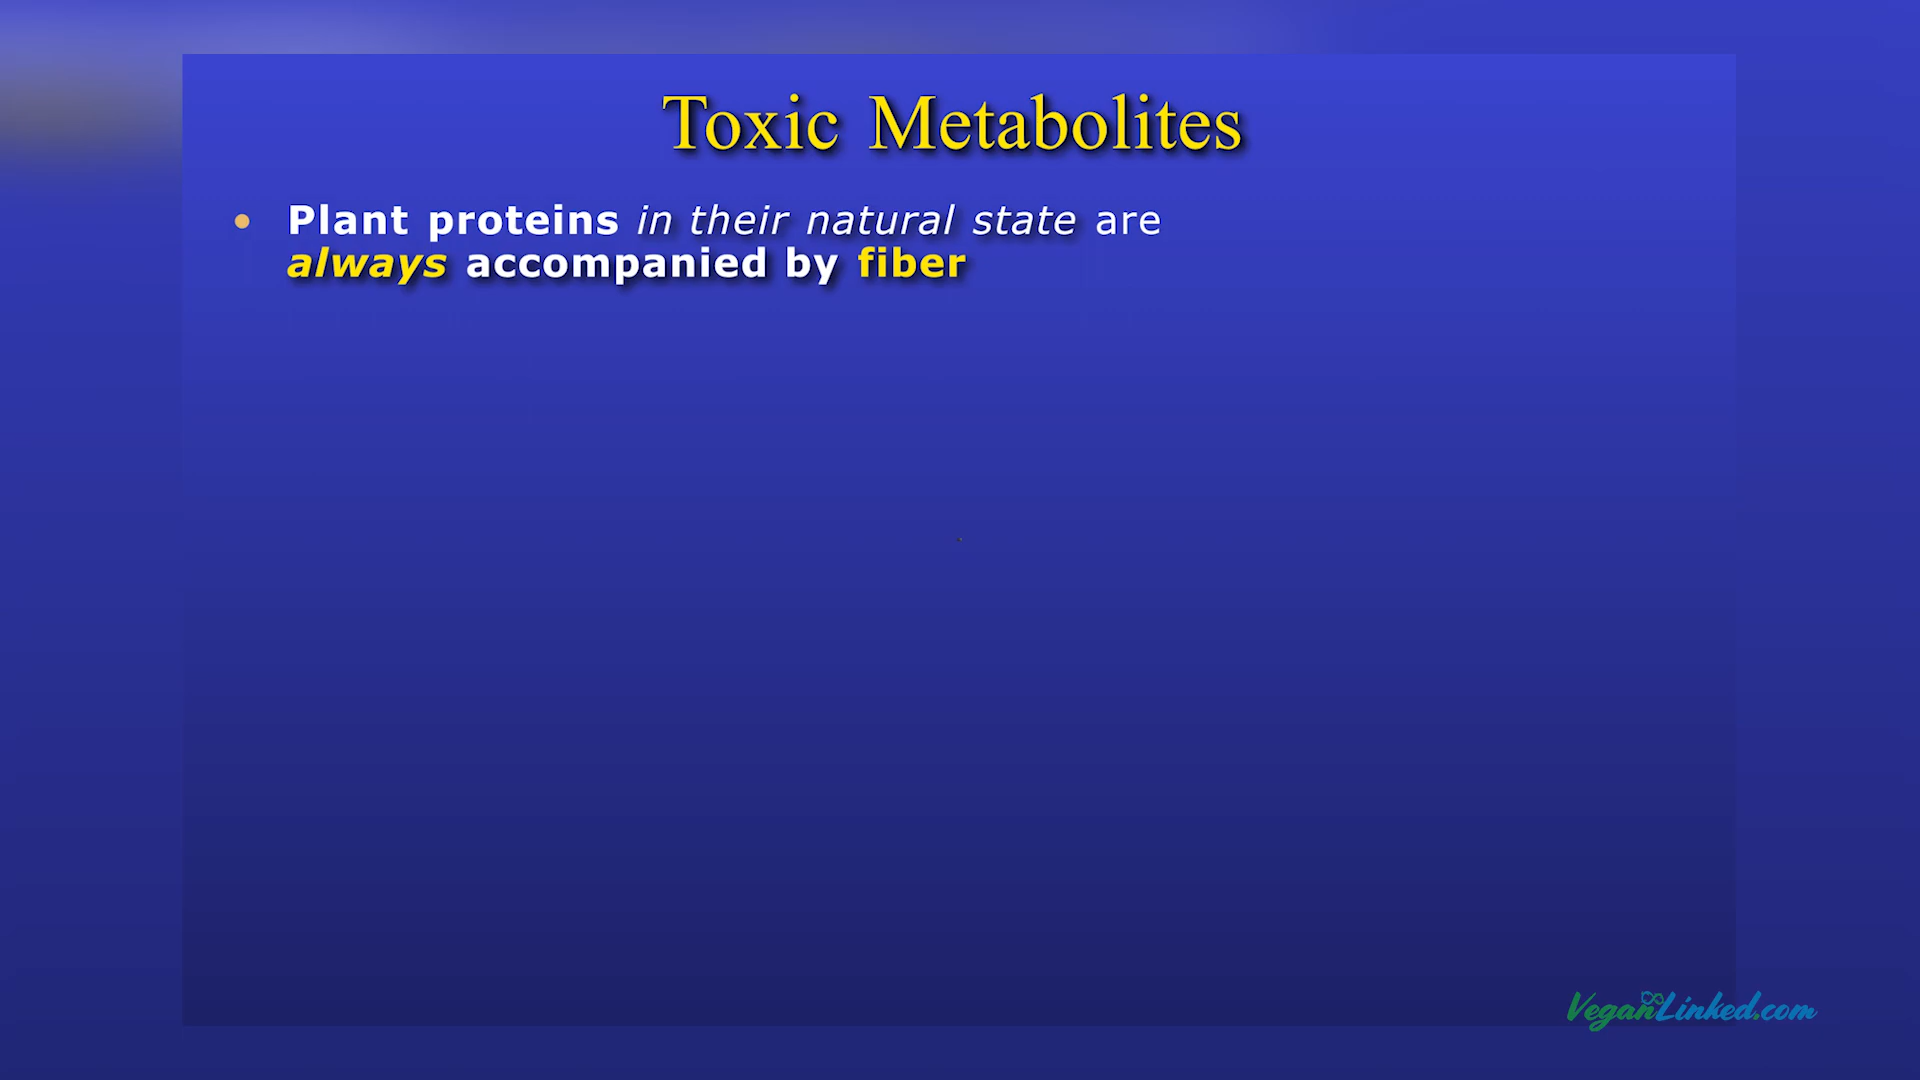 Toxic Metabolites
• Plant proteins in their natural state are
always accompanied by fiber
VeganLinked.com